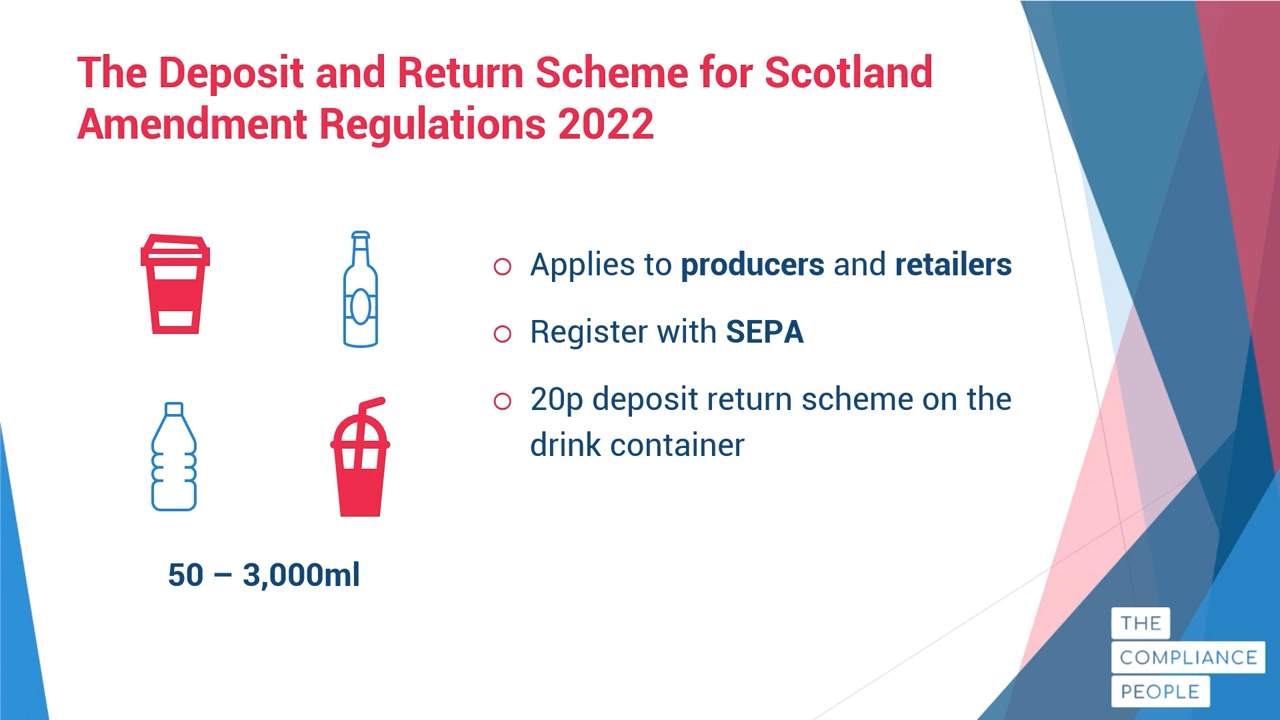 The Deposit and Return Scheme for Scotland
Amendment Regulations 2022
Applies to producers and retailers
Register with SEPA
20p deposit return scheme on the
drink container
50 – 3,000ml
THE
COMPLIANCE
PEOPLE